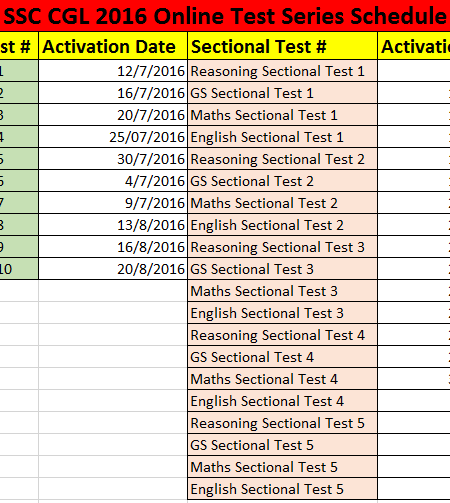 SSC CGL 2016 Online Test Series Schedule
st # Activation Date Sectional Test # Activati
1 12/7/2016 Reasoning Sectional Test 1
2 16/7/2016 GS Sectional Test 1
3 20/7/2016 Maths Sectional Test 1
4 25/07/2016 English Sectional Test 1
5 30/7/2016 Reasoning Sectional Test 2
6 4/7/2016 GS Sectional Test 2
7 9/7/2016 Maths Sectional Test 2
8 13/8/2016 English Sectional Test 2
9 16/8/2016 Reasoning Sectional Test 3
10 20/8/2016 GS Sectional Test 3
Maths Sectional Test 3
English Sectional Test 3
Reasoning Sectional Test 4
GS Sectional Test 4
Maths Sectional Test 4
English Sectional Test 4
Reasoning Sectional Test 5
GS Sectional Test 5
Maths Sectional Test 5
English Sectional Test 5